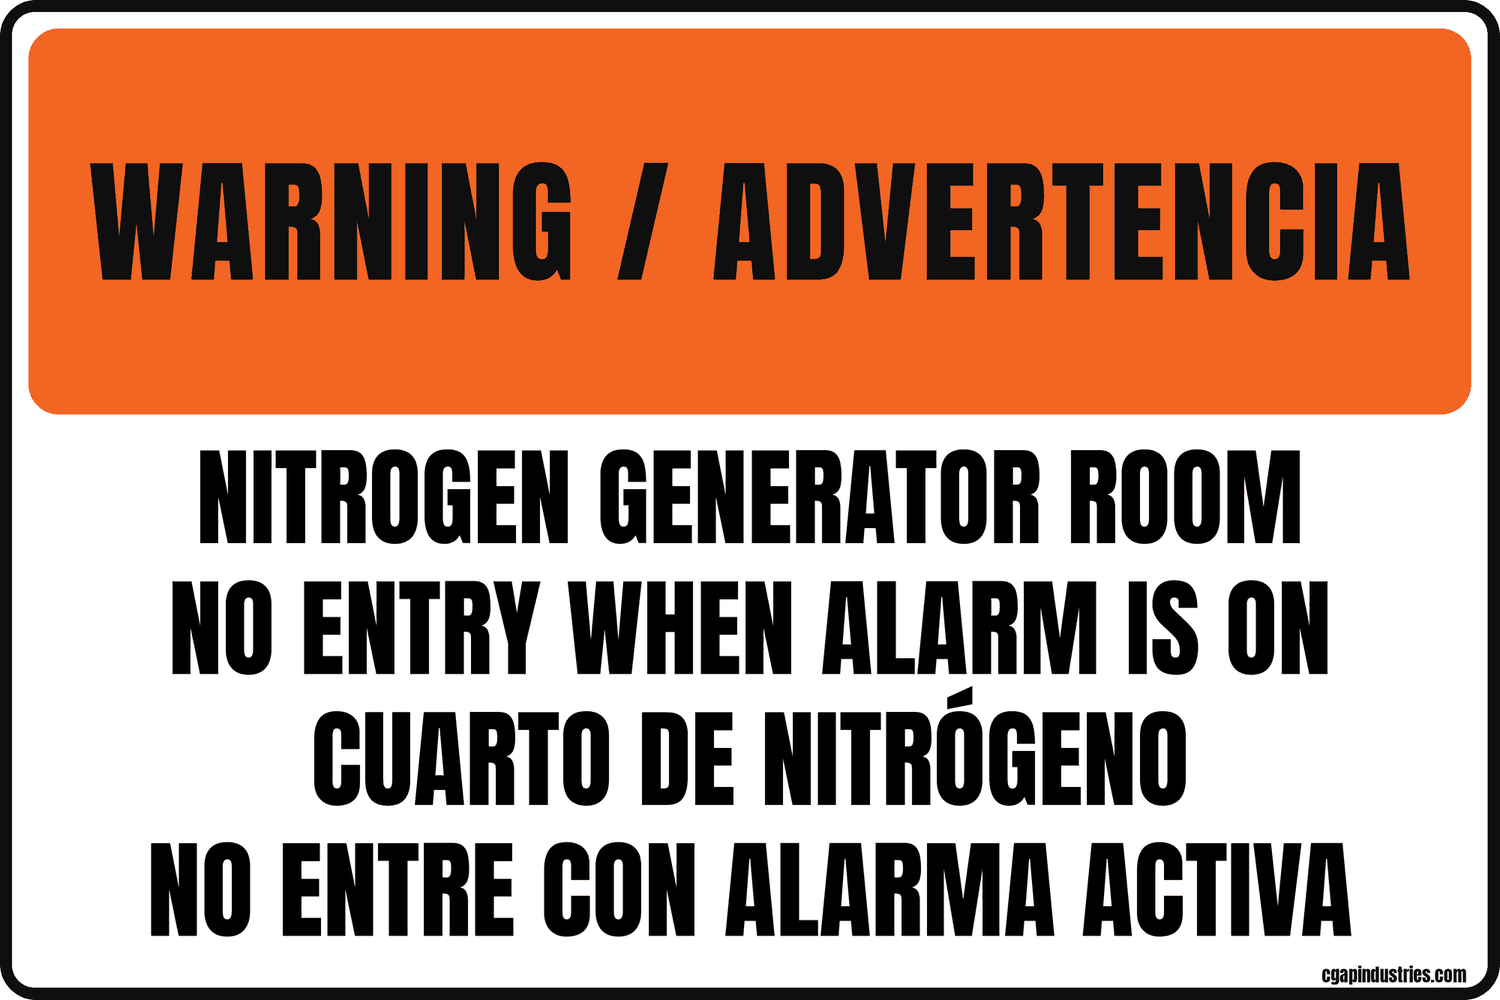 WARNING / ADVERTENCIA
NITROGEN GENERATOR ROOM
NO ENTRY WHEN ALARM IS ON
CUARTO DE NITRÓGENO
NO ENTRE CON ALARMA ACTIVA
cgapindustries.com